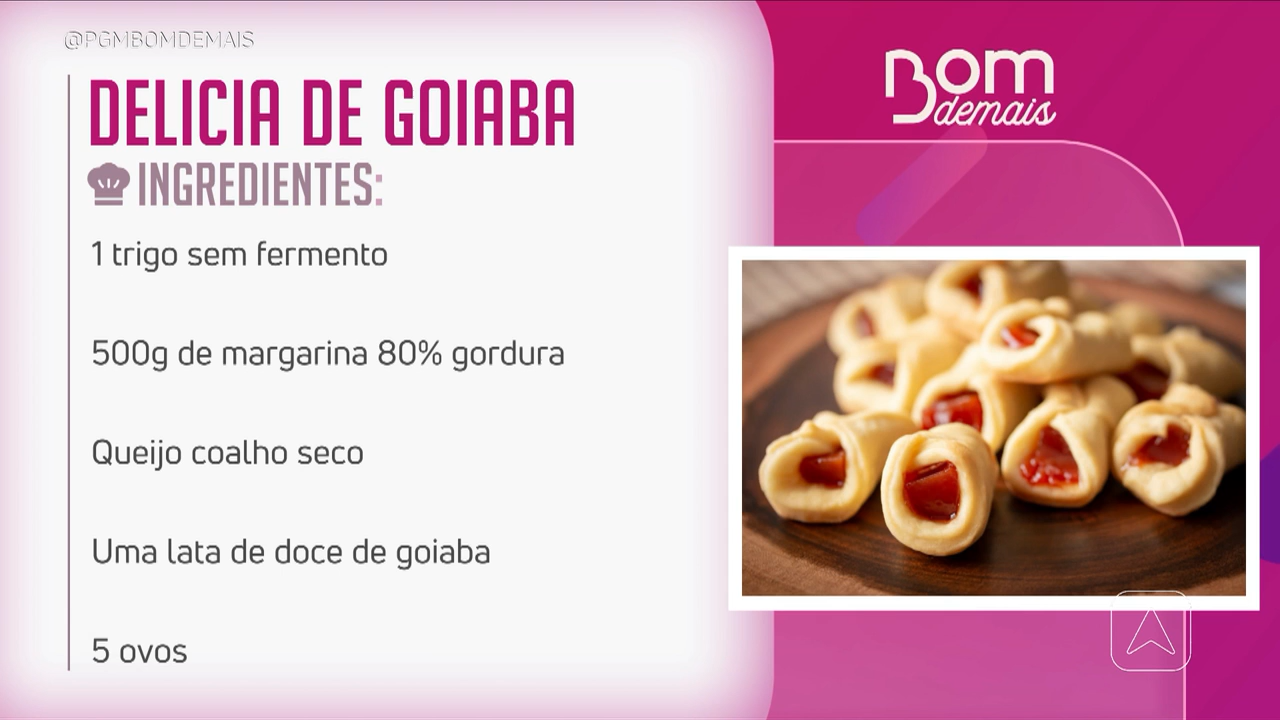 @PGMBOMDEMAIS
DELICIA DE GOIABA
INGREDIENTES:
1 trigo sem fermento
500g de margarina 80% gordura
Queijo coalho seco
Uma lata de doce de goiaba
5 ovos
Bom
demais